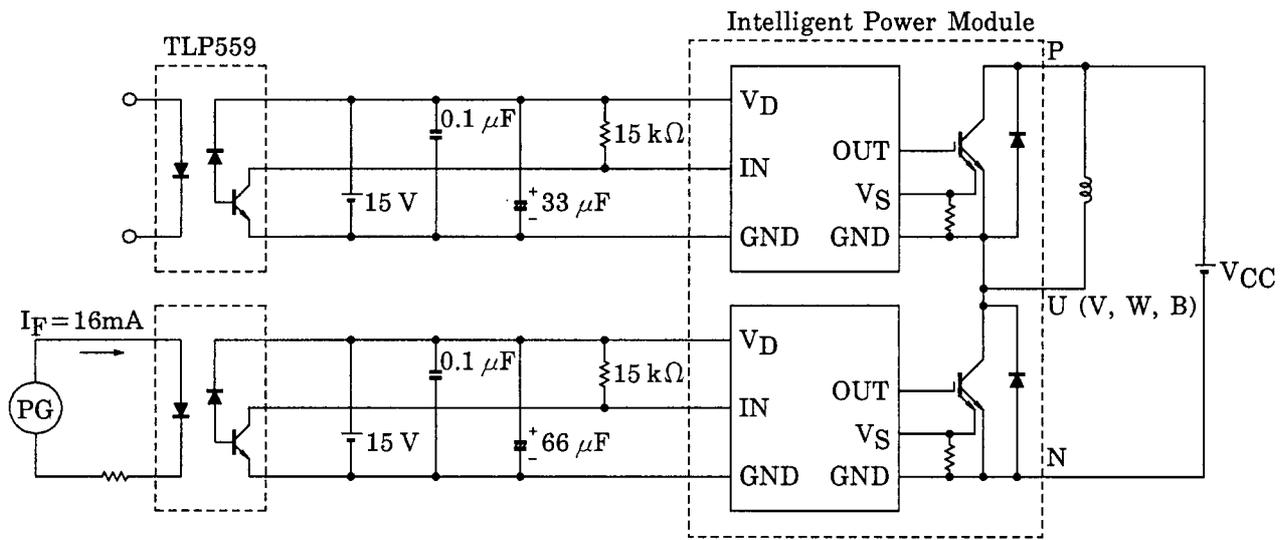 Intelligent Power Module
TLP559
P
V_D
0.1 μF
15 kΩ
OUT
IN
V_S
15 V
+
33 μF
-
GND
GND
V_CC
U (V, W, B)
I_F=16mA
V_D
0.1 μF
15 kΩ
OUT
PG
IN
V_S
15 V
+
66 μF
-
N
GND
GND